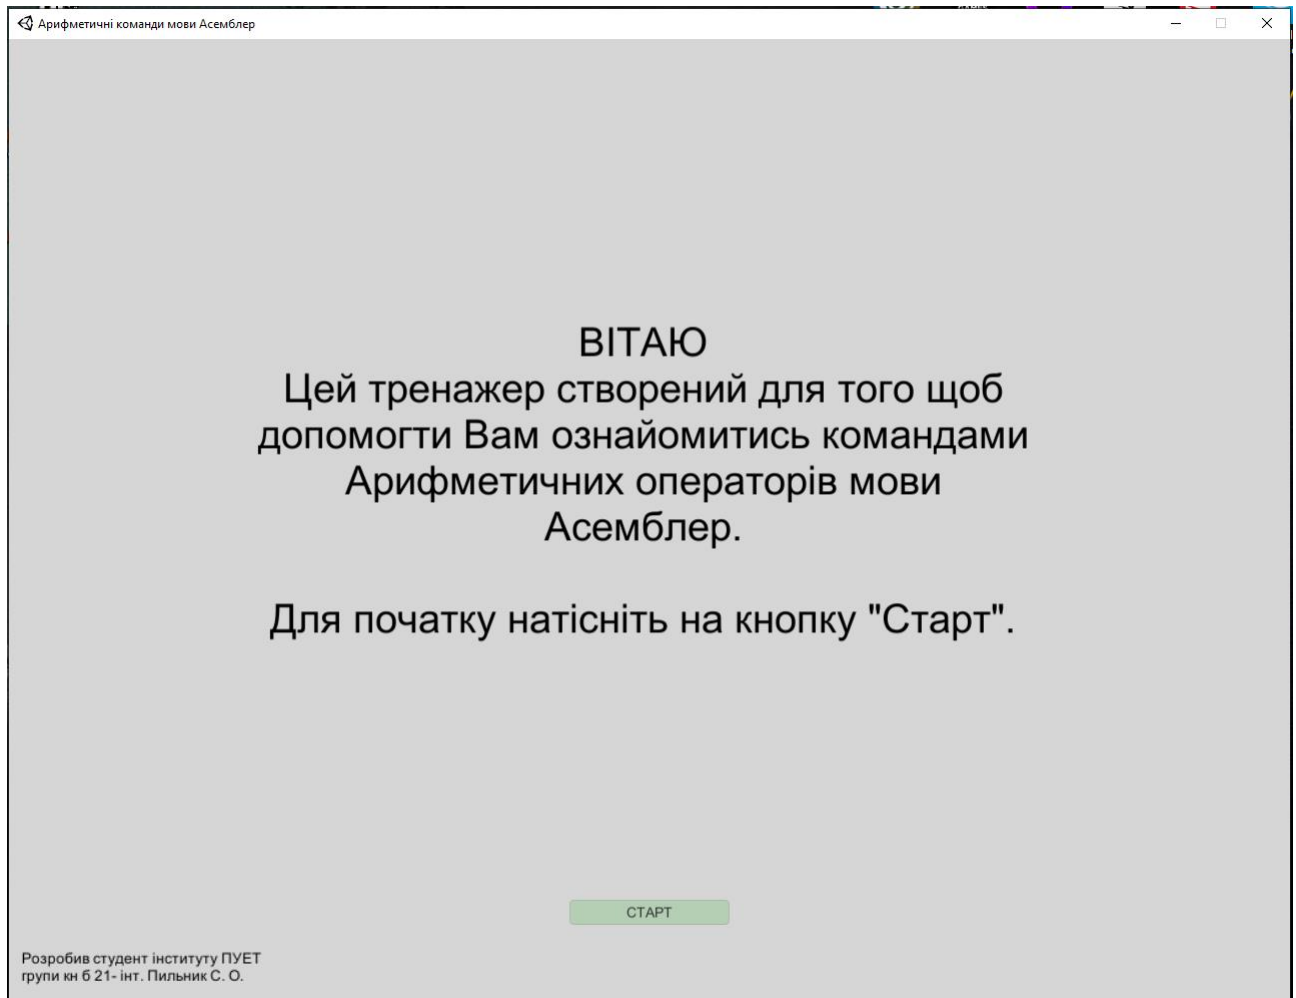 Арифметичні команди мови Асемблер
ВІТАЮ
Цей тренажер створений для того щоб
допомогти Вам ознайомитись командами
Арифметичних операторів мови
Асемблер.
Для початку натісніть на кнопку "Старт".
СТАРТ
Розробив студент інституту ПУЕТ
групи кн б 21- інт. Пильник С. О.